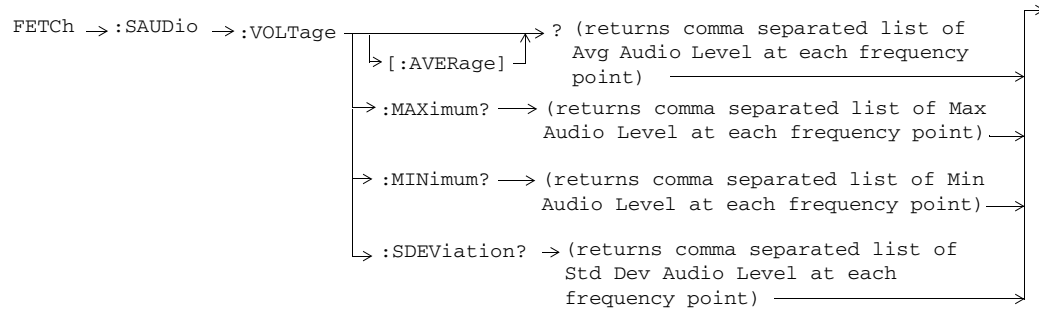 FETCh :SAUDio :VOLTage ? (returns comma separated list of
[:AVERage] Avg Audio Level at each frequency
point)
:MAXimum? (returns comma separated list of Max
Audio Level at each frequency point)
:MINimum? (returns comma separated list of Min
Audio Level at each frequency point)
:SDEViation? (returns comma separated list of
Std Dev Audio Level at each
frequency point)